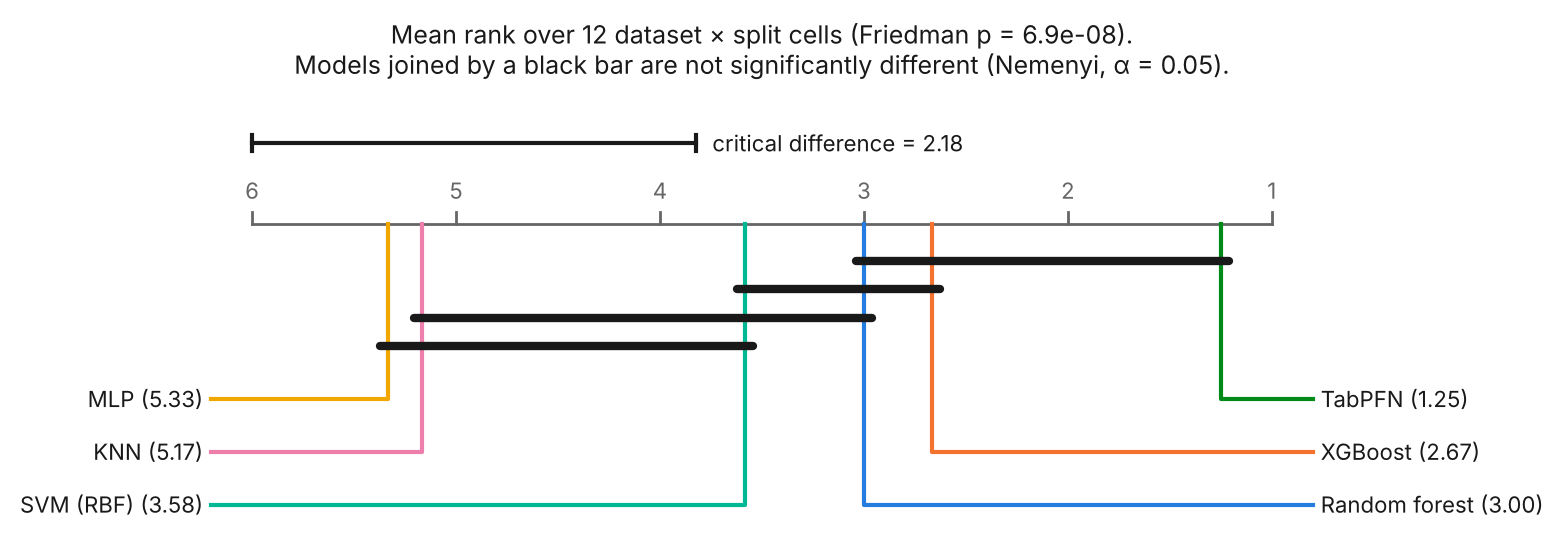 Mean rank over 12 dataset × split cells (Friedman p = 6.9e-08).
Models joined by a black bar are not significantly different (Nemenyi, α = 0.05).
critical difference = 2.18
6 5 4 3 2 1
MLP (5.33)
KNN (5.17)
SVM (RBF) (3.58)
TabPFN (1.25)
XGBoost (2.67)
Random forest (3.00)